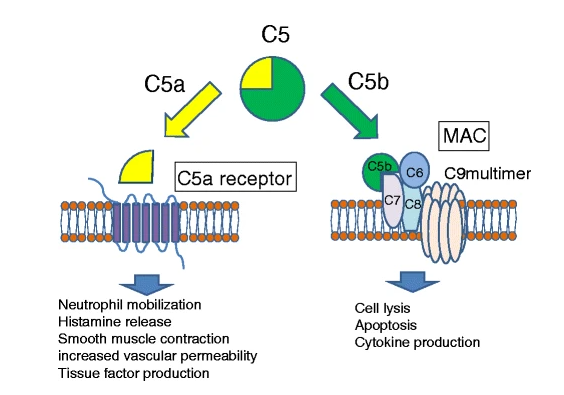 C5
C5a
C5b
MAC
C5a receptor
C5b
C6
C9multimer
C7
C8
Neutrophil mobilization
Histamine release
Smooth muscle contraction
increased vascular permeability
Tissue factor production
Cell lysis
Apoptosis
Cytokine production